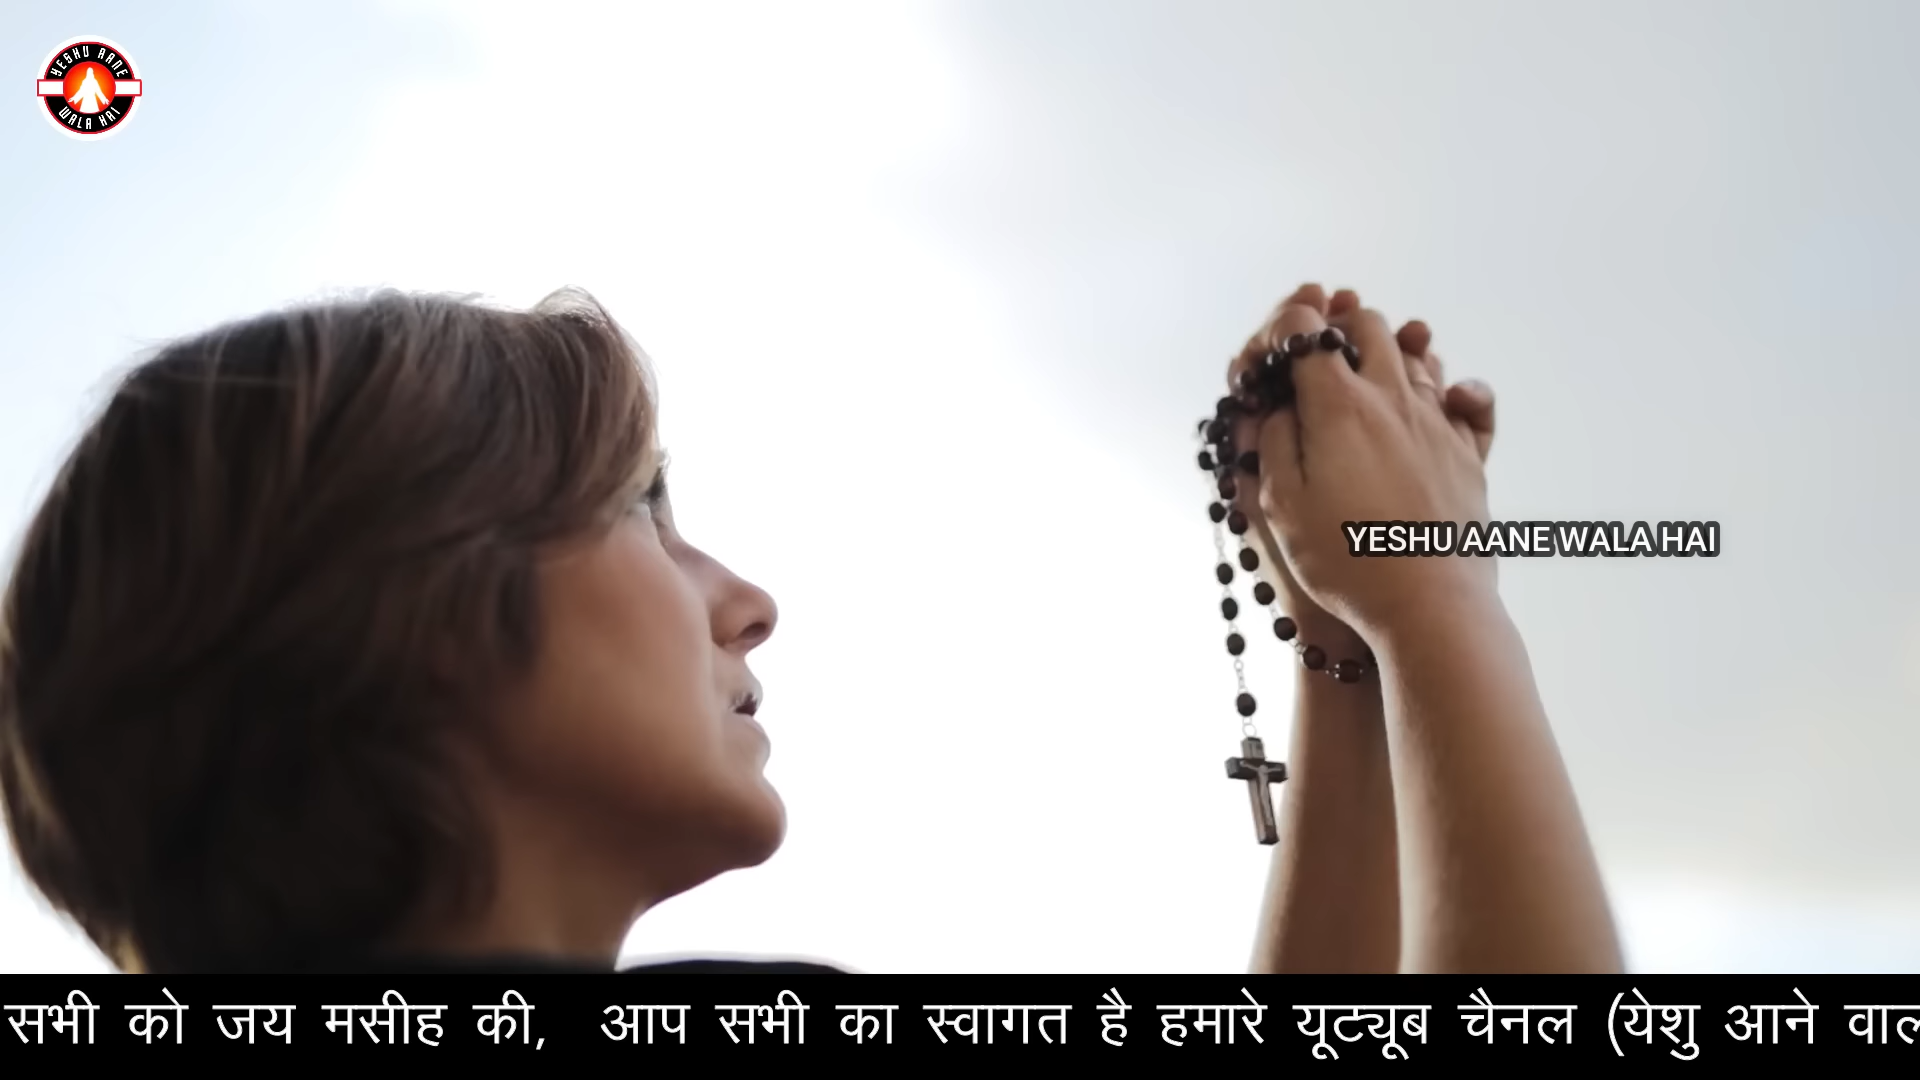 YESHU AANE
WALA HAI
YESHU AANE WALA HAI
सभी को जय मसीह की, आप सभी का स्वागत है हमारे यूट्यूब चैनल (येशु आने